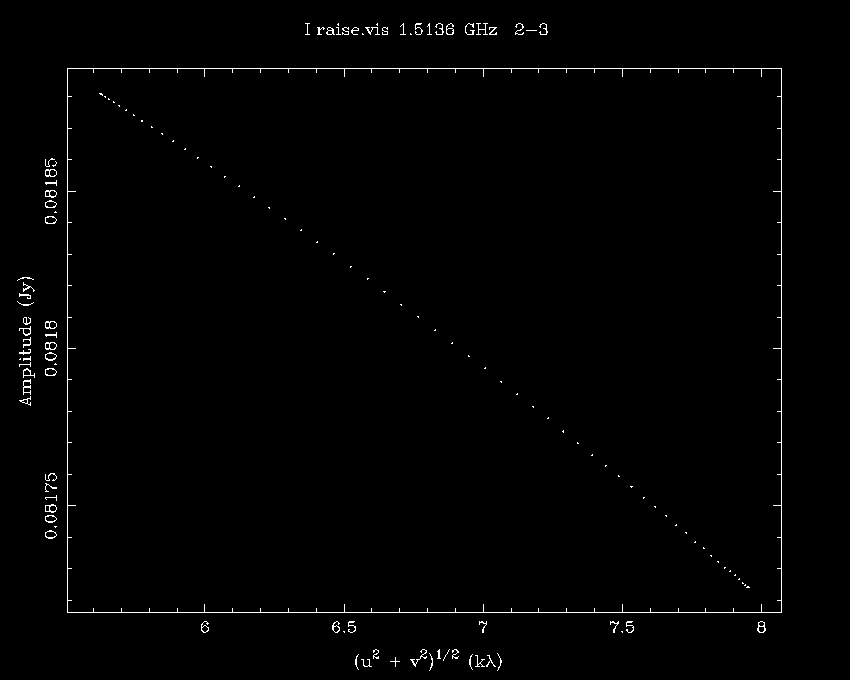 I raise.vis 1.5136 GHz 2-3
0.08185
0.0818
0.08175
Amplitude (Jy)
6 6.5 7 7.5 8
(u² + v²)^1/2 (kλ)